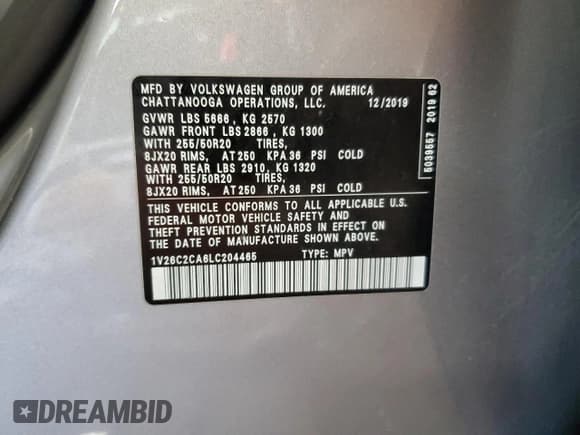 MFD BY VOLKSWAGEN GROUP OF AMERICA
CHATTANOOGA OPERATIONS, LLC. 12/2019
GVWR LBS 5666 , KG 2570
GAWR FRONT LBS 2866 , KG 1300
WITH 255/50R20 TIRES,
8JX20 RIMS, AT 250 KPA 36 PSI COLD
GAWR REAR LBS 2910, KG 1320
WITH 255/50R20 TIRES,
8JX20 RIMS, AT 250 KPA 36 PSI COLD
THIS VEHICLE CONFORMS TO ALL APPLICABLE U.S.
FEDERAL MOTOR VEHICLE SAFETY AND
THEFT PREVENTION STANDARDS IN EFFECT ON
THE DATE OF MANUFACTURE SHOWN ABOVE.
1V26C2CA6LC204465 TYPE: MPV
5039557 2019 62
DREAMBID